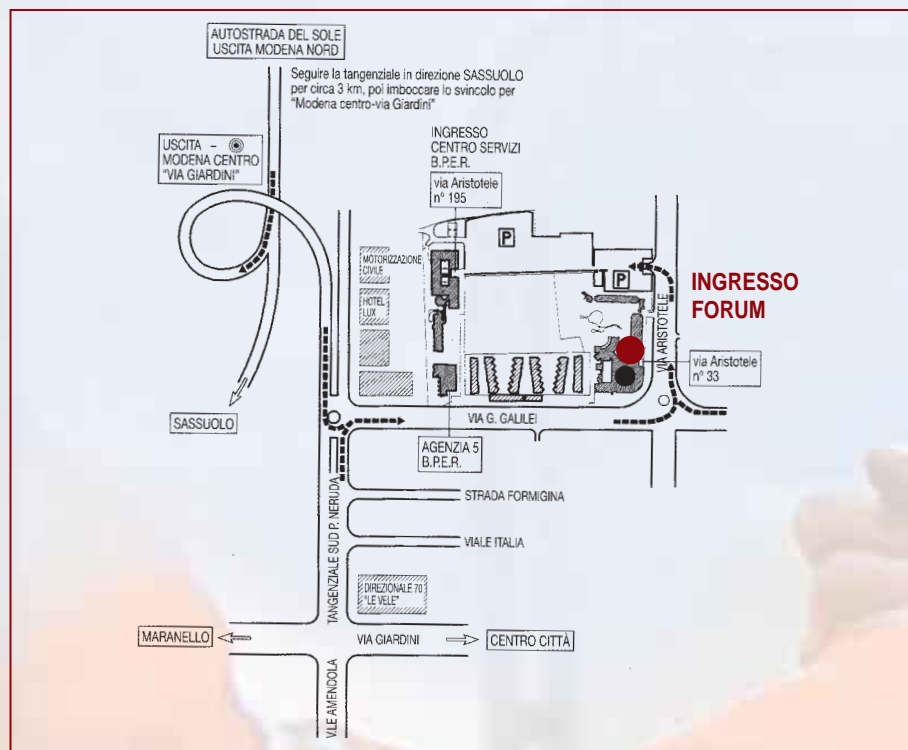 AUTOSTRADA DEL SOLE
USCITA MODENA NORD
Seguire la tangenziale in direzione SASSUOLO
per circa 3 km, poi imboccare lo svincolo per
"Modena centro-via Giardini"
USCITA –
MODENA CENTRO
"VIA GIARDINI"
INGRESSO
CENTRO SERVIZI
B.P.E.R.
via Aristotele
n° 195
P
P
MOTORIZZAZIONE
CIVILE
HOTEL
LUX
INGRESSO
FORUM
VIA ARISTOTELE
via Aristotele
n° 33
SASSUOLO
VIA G. GALILEI
AGENZIA 5
B.P.E.R.
TANGENZIALE SUD P. NERUDA
STRADA FORMIGINA
VIALE ITALIA
DIREZIONALE 70
"LE VELE"
MARANELLO
VIA GIARDINI
CENTRO CITTÀ
V.LE AMENDOLA